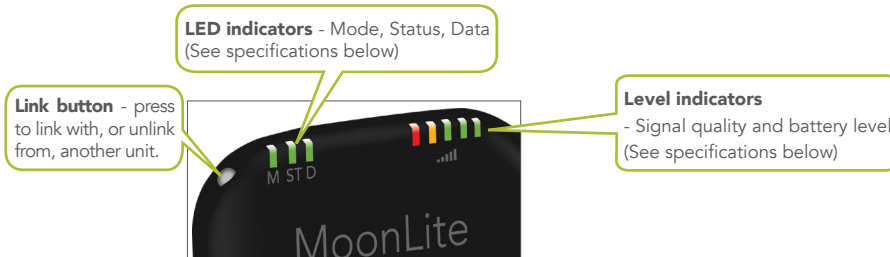 LED indicators - Mode, Status, Data
(See specifications below)
Link button - press
to link with, or unlink
from, another unit.
Level indicators
- Signal quality and battery level
(See specifications below)
M ST D
MoonLite